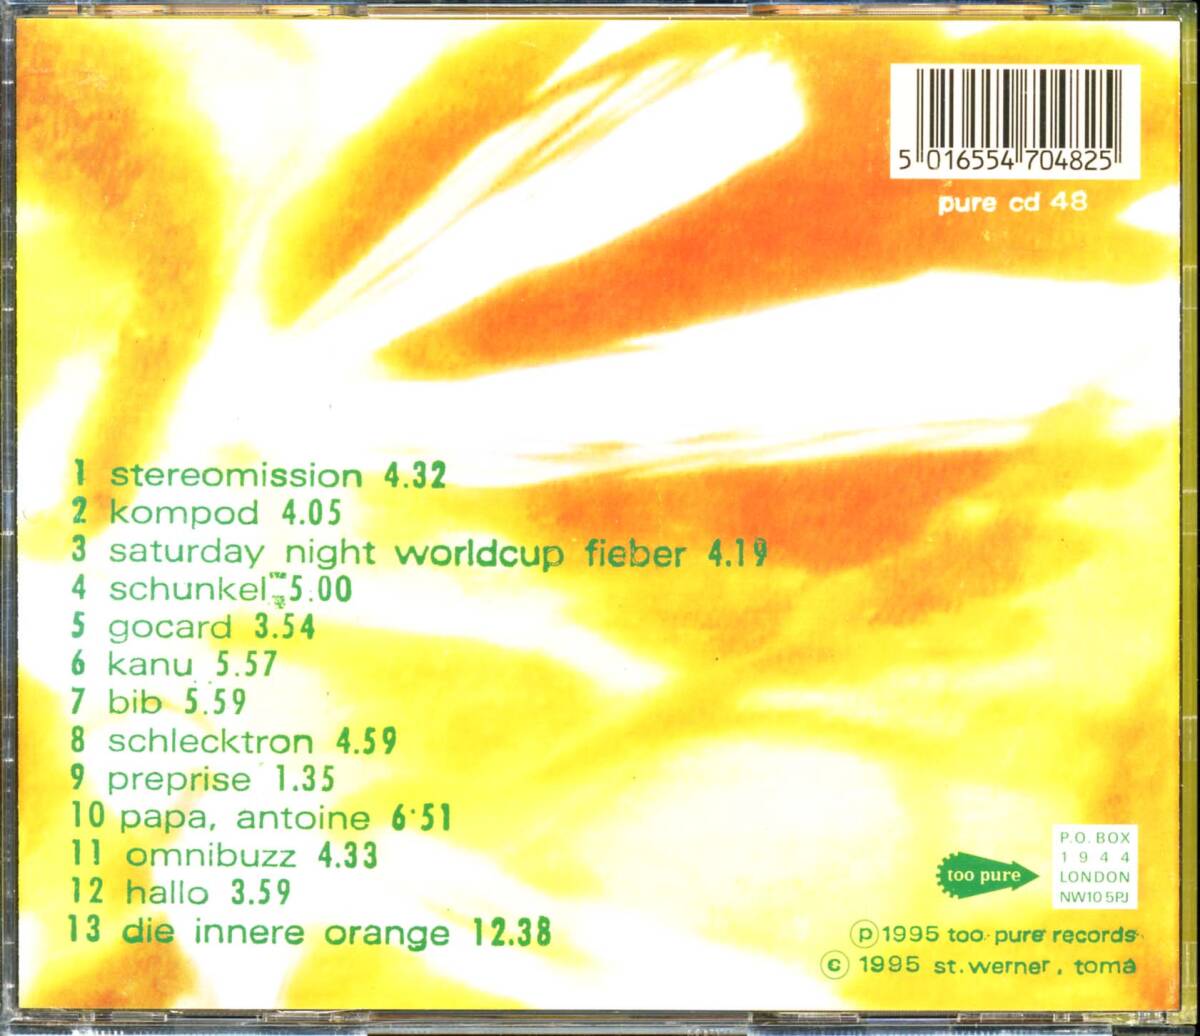 5 016554 704825
pure cd 48
1 stereomission 4.32
2 kompod 4.05
3 saturday night worldcup fieber 4.19
4 schunkel 5.00
5 gocard 3.54
6 kanu 5.57
7 bib 5.59
8 schlecktron 4.59
9 preprise 1.35
10 papa, antoine 6.51
11 omnibuzz 4.33
12 hallo 3.59
13 die innere orange 12.38
too pure
P.O. BOX
1944
LONDON
NW10 5PJ
℗ 1995 too pure records
© 1995 st. werner, toma